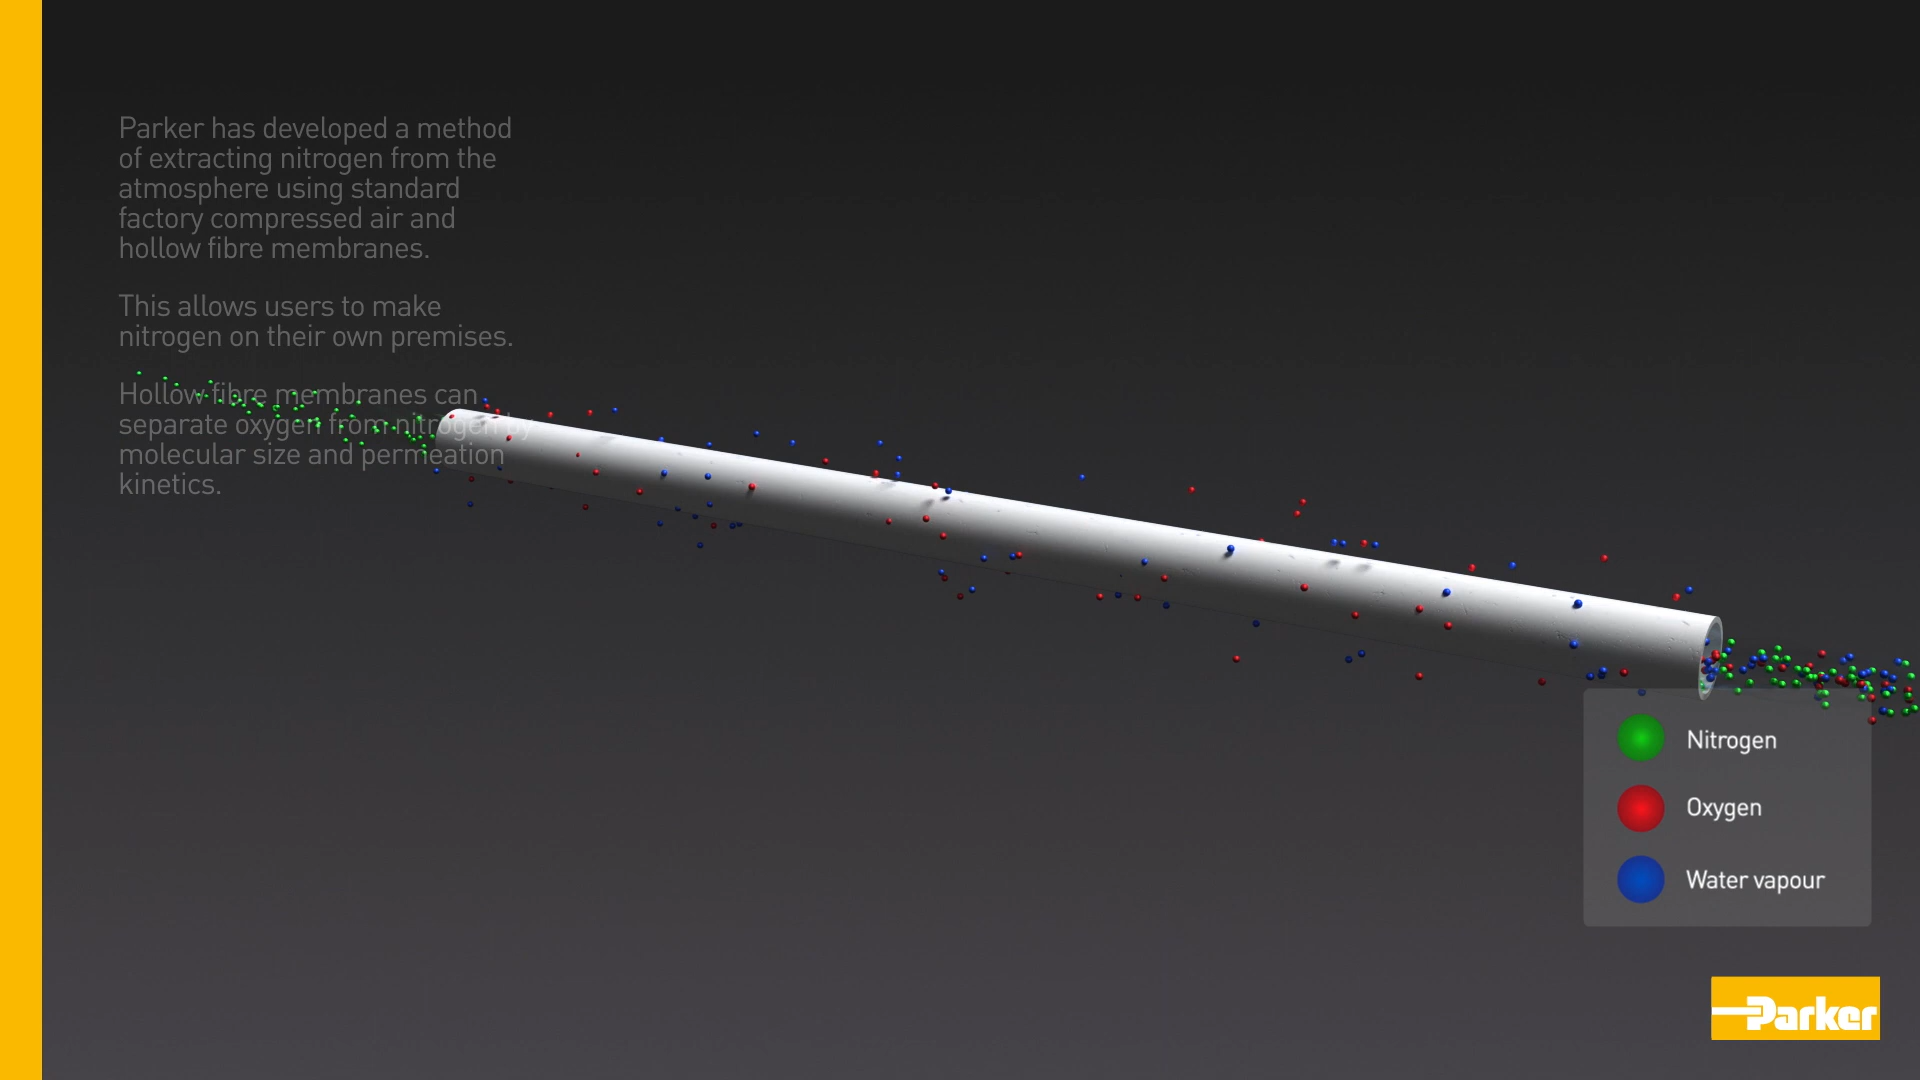 Parker has developed a method
of extracting nitrogen from the
atmosphere using standard
factory compressed air and
hollow fibre membranes.
This allows users to make
nitrogen on their own premises.
Hollow fibre membranes can
separate oxygen from nitrogen by
molecular size and permeation
kinetics.
Nitrogen
Oxygen
Water vapour
Parker